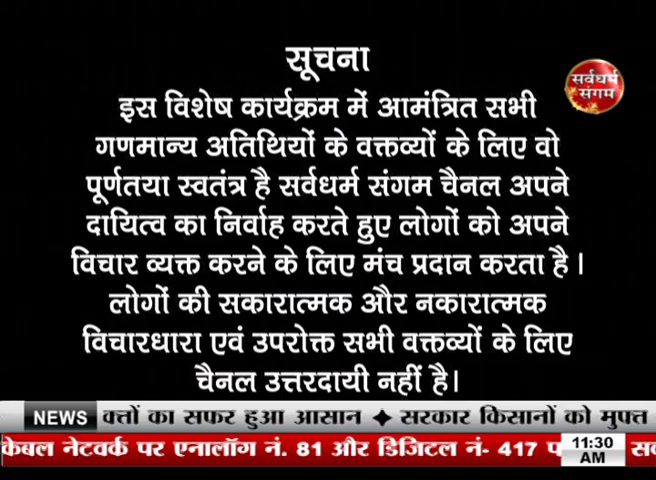 सूचना
सर्वधर्म
संगम
इस विशेष कार्यक्रम में आमंत्रित सभी
गणमान्य अतिथियों के वक्तव्यों के लिए वो
पूर्णतया स्वतंत्र है सर्वधर्म संगम चैनल अपने
दायित्व का निर्वाह करते हुए लोगों को अपने
विचार व्यक्त करने के लिए मंच प्रदान करता है।
लोगों की सकारात्मक और नकारात्मक
विचारधारा एवं उपरोक्त सभी वक्तव्यों के लिए
चैनल उत्तरदायी नहीं है।
NEWS क्तों का सफर हुआ आसान ✦ सरकार किसानों को मुफ्त
केबल नेटवर्क पर एनालॉग नं. 81 और डिजिटल नं- 417 प
11:30
AM